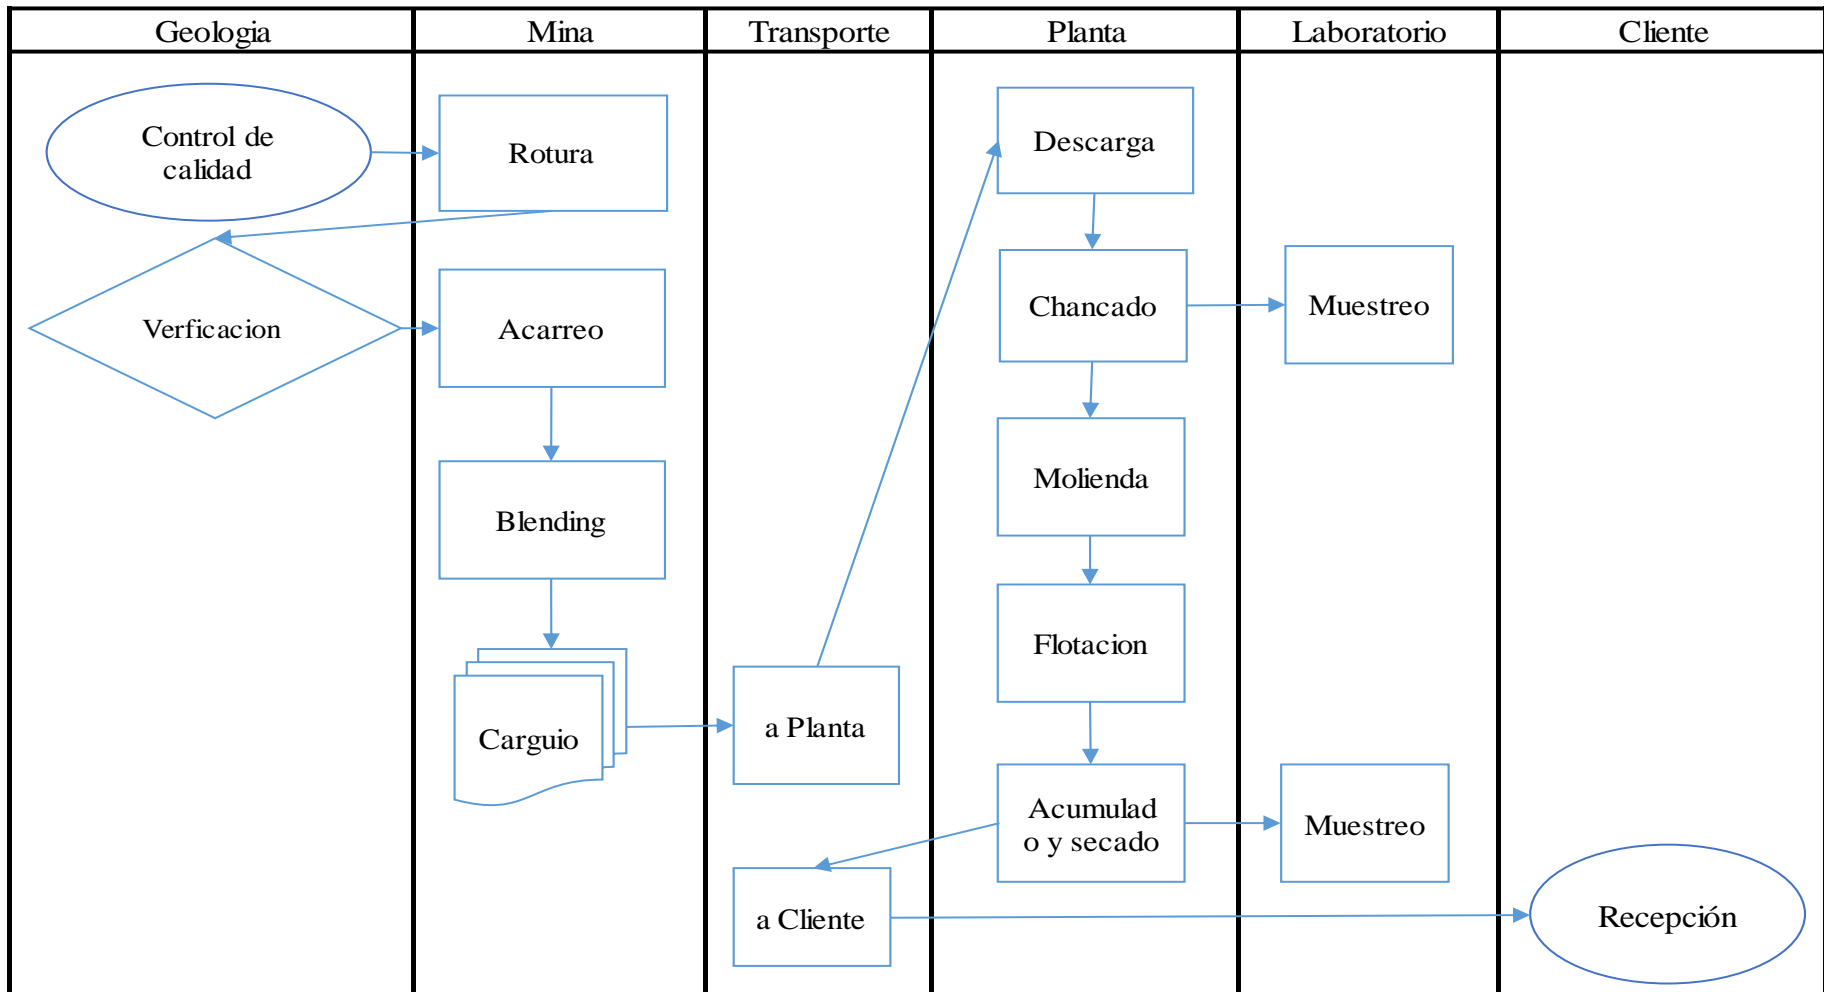 Geologia
Mina
Transporte
Planta
Laboratorio
Cliente
Control de
calidad
Rotura
Descarga
Verficacion
Acarreo
Chancado
Muestreo
Blending
Molienda
Flotacion
Carguio
a Planta
Acumulad
o y secado
Muestreo
a Cliente
Recepción